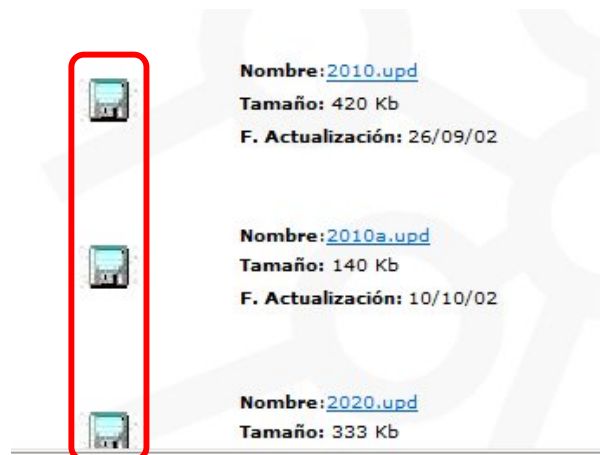 Nombre:2010.upd
Tamaño: 420 Kb
F. Actualización: 26/09/02
Nombre:2010a.upd
Tamaño: 140 Kb
F. Actualización: 10/10/02
Nombre:2020.upd
Tamaño: 333 Kb